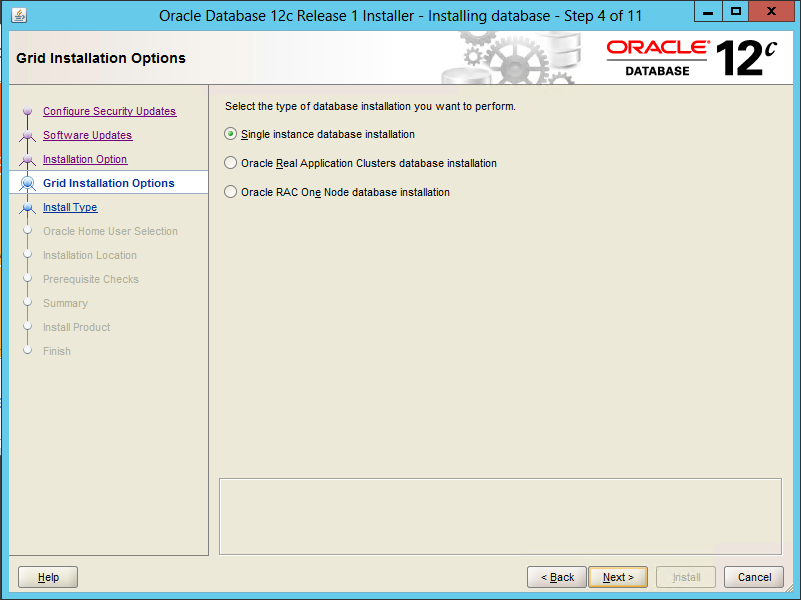 Oracle Database 12c Release 1 Installer - Installing database - Step 4 of 11
Grid Installation Options
ORACLE®
DATABASE
12c
Configure Security Updates
Software Updates
Installation Option
Grid Installation Options
Install Type
Oracle Home User Selection
Installation Location
Prerequisite Checks
Summary
Install Product
Finish
Select the type of database installation you want to perform.
Single instance database installation
Oracle Real Application Clusters database installation
Oracle RAC One Node database installation
Help
< Back
Next >
Install
Cancel